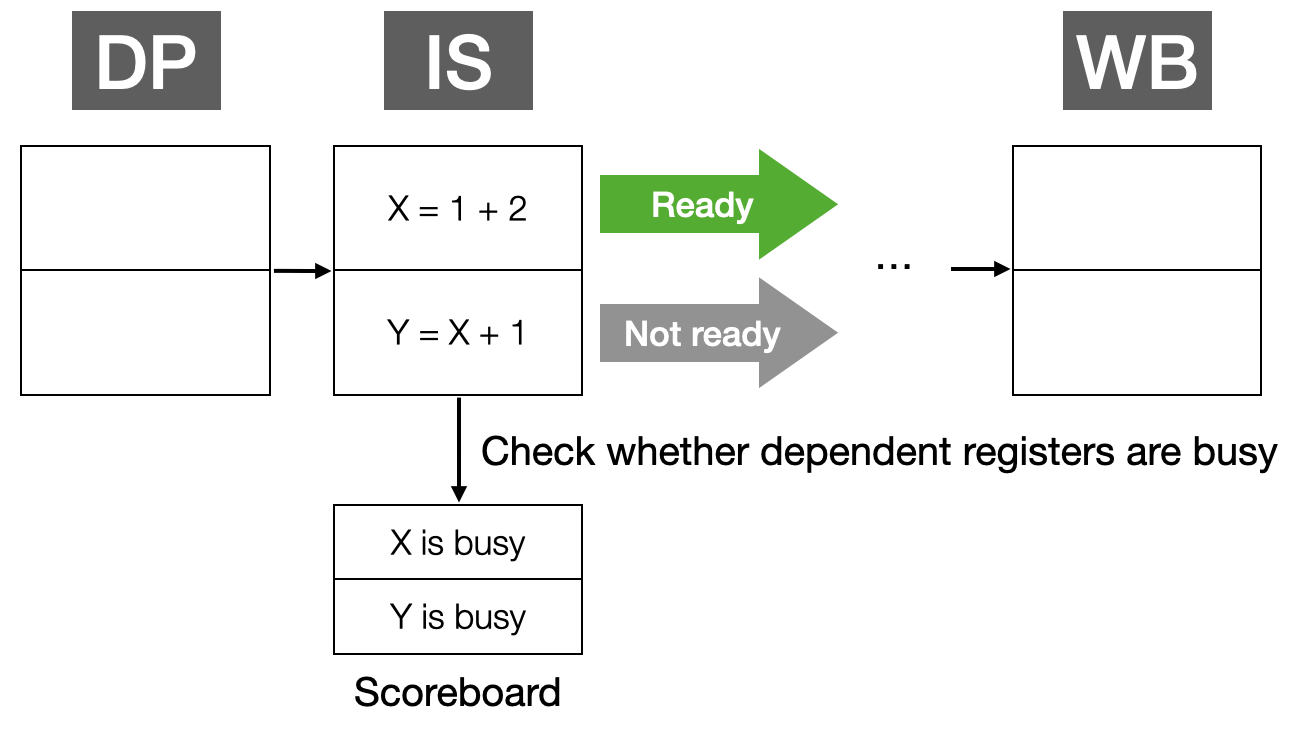 DP
IS
WB
X = 1 + 2
Ready
...
Y = X + 1
Not ready
Check whether dependent registers are busy
X is busy
Y is busy
Scoreboard